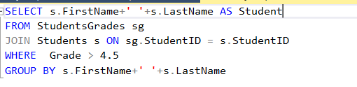 SELECT s.FirstName+' '+s.LastName AS Student
FROM StudentsGrades sg
JOIN Students s ON sg.StudentID = s.StudentID
WHERE  Grade > 4.5
GROUP BY s.FirstName+' '+s.LastName